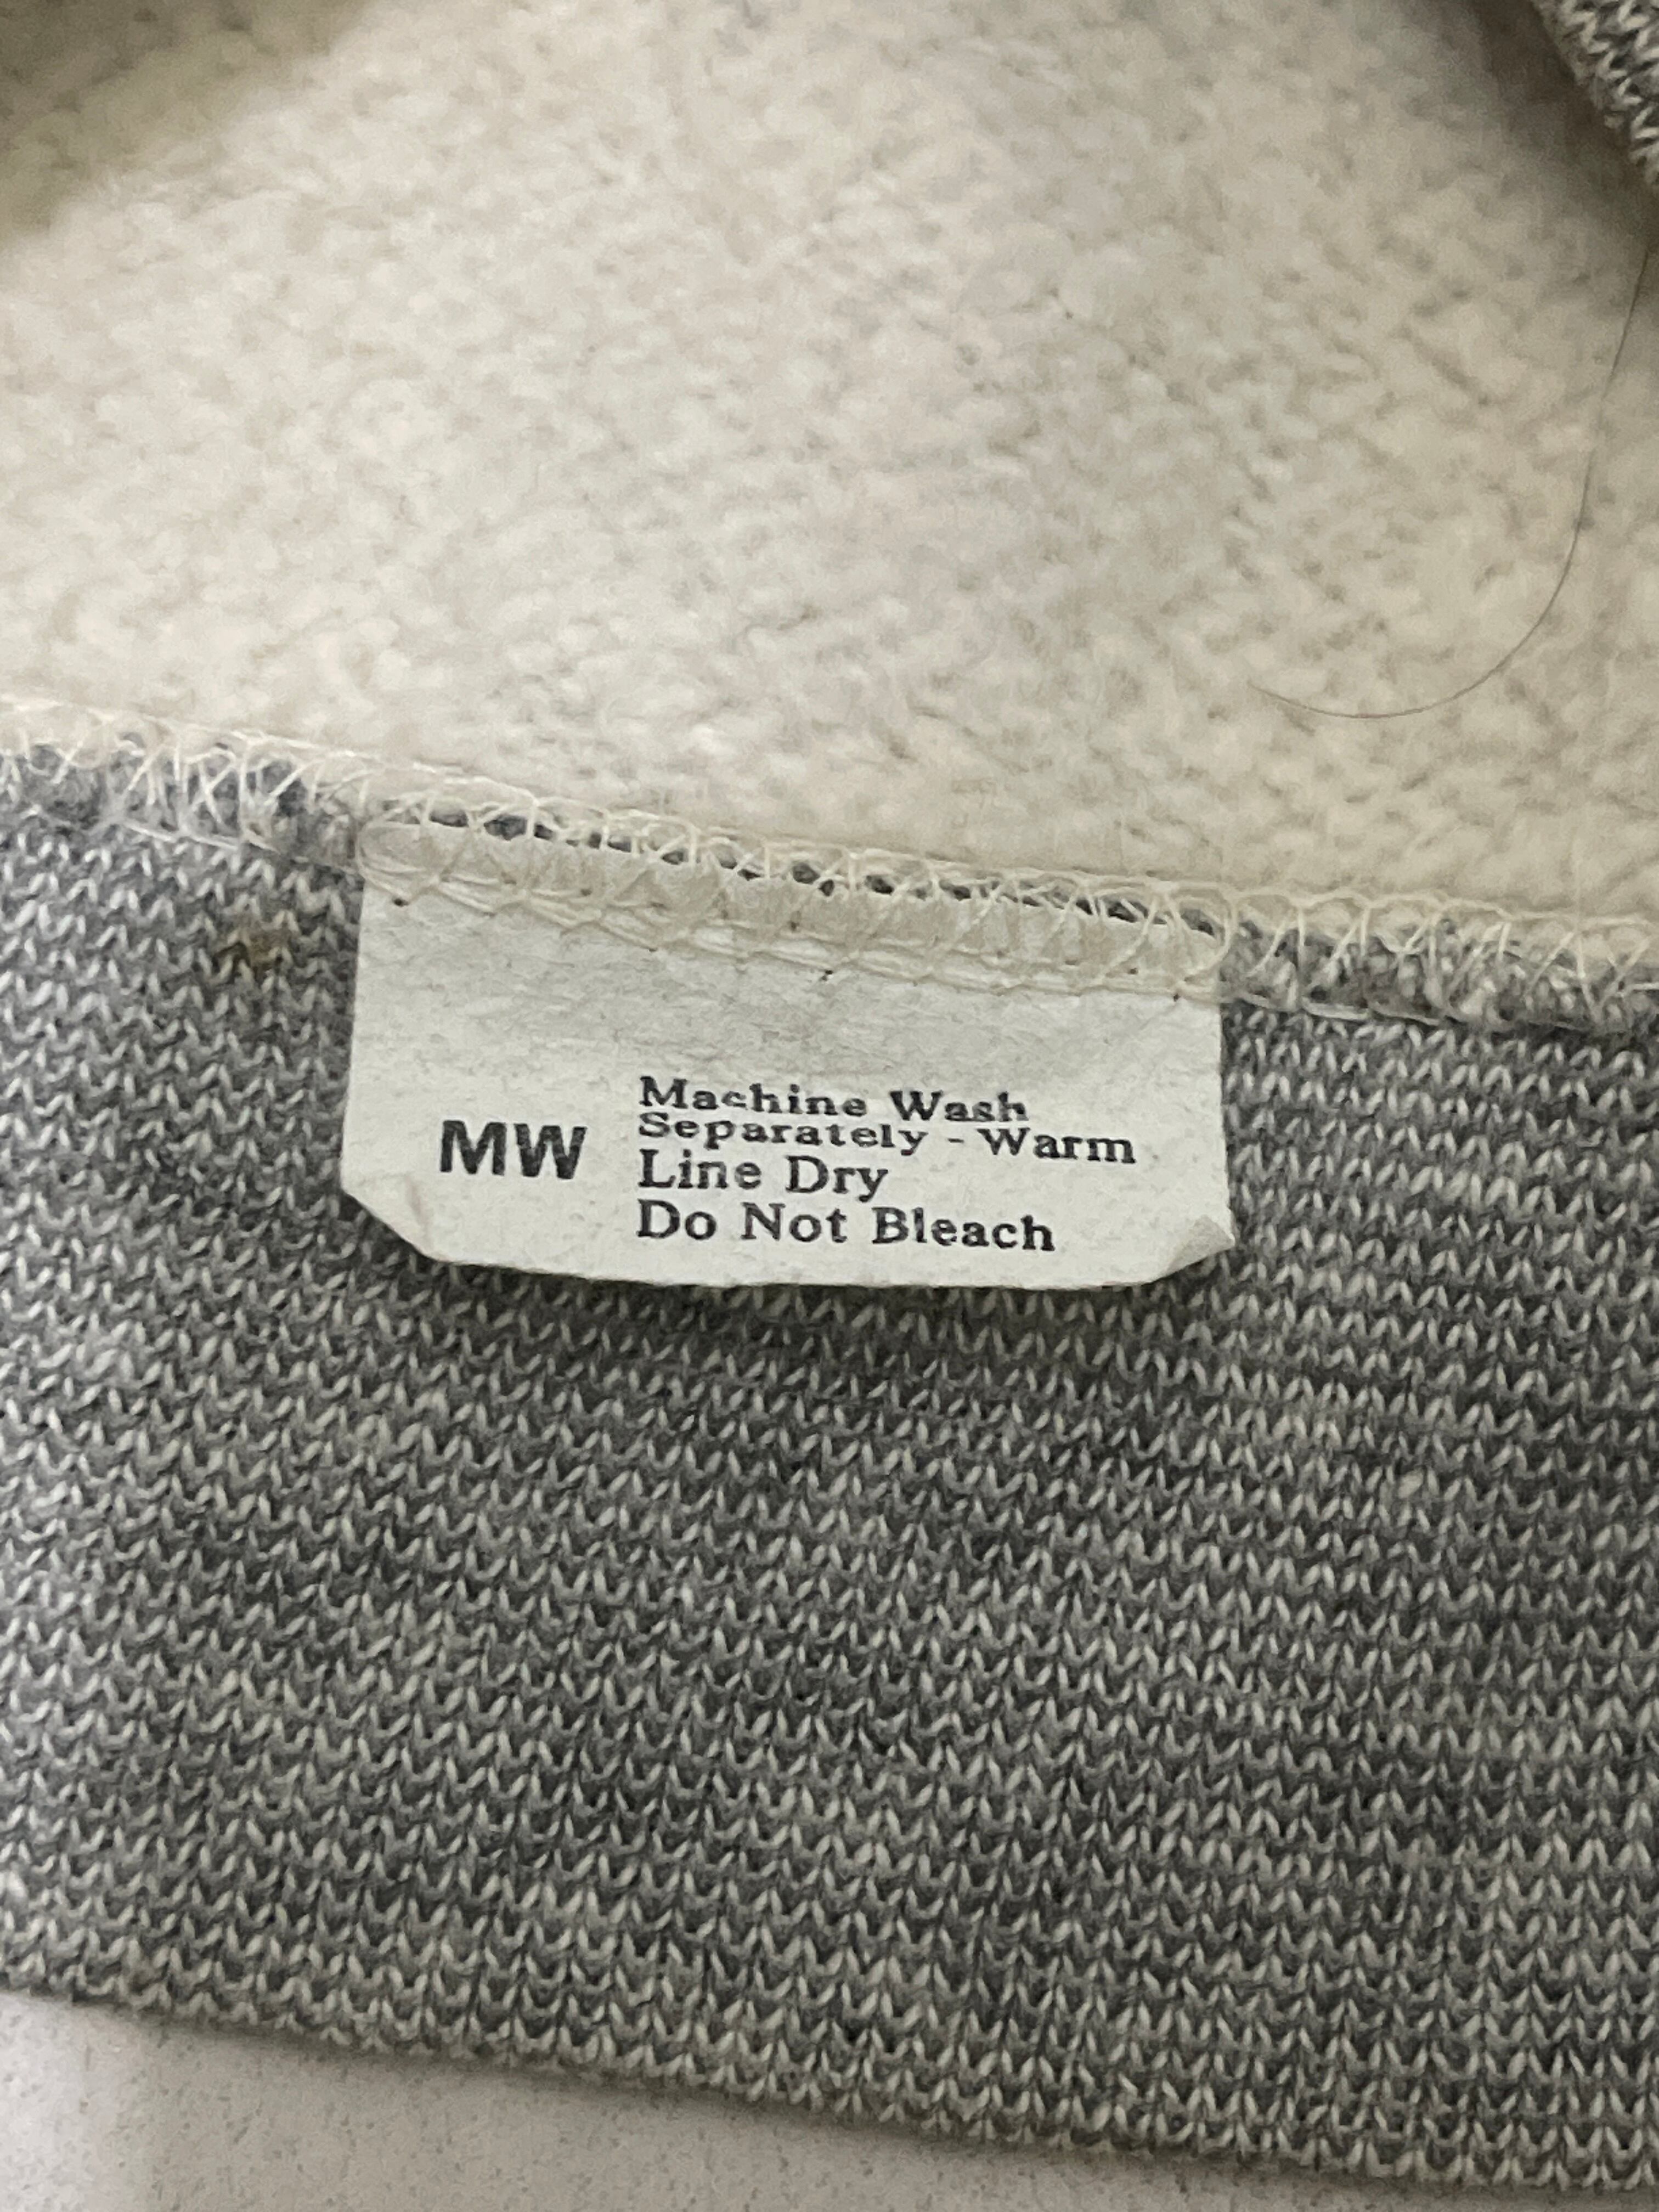 MW
Machine Wash
Separately - Warm
Line Dry
Do Not Bleach